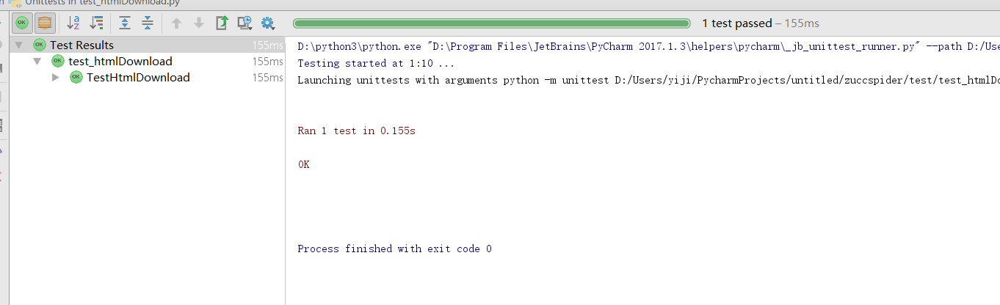 Unittests in test_htmlDownload.py
1 test passed – 155ms
Test Results 155ms
test_htmlDownload 155ms
TestHtmlDownload 155ms
D:\python3\python.exe "D:\Program Files\JetBrains\PyCharm 2017.1.3\helpers\pycharm\_jb_unittest_runner.py" --path D:/Use
Testing started at 1:10 ...
Launching unittests with arguments python -m unittest D:/Users/yiji/PycharmProjects/untitled/zuccspider/test/test_htmlDo
Ran 1 test in 0.155s
OK
Process finished with exit code 0